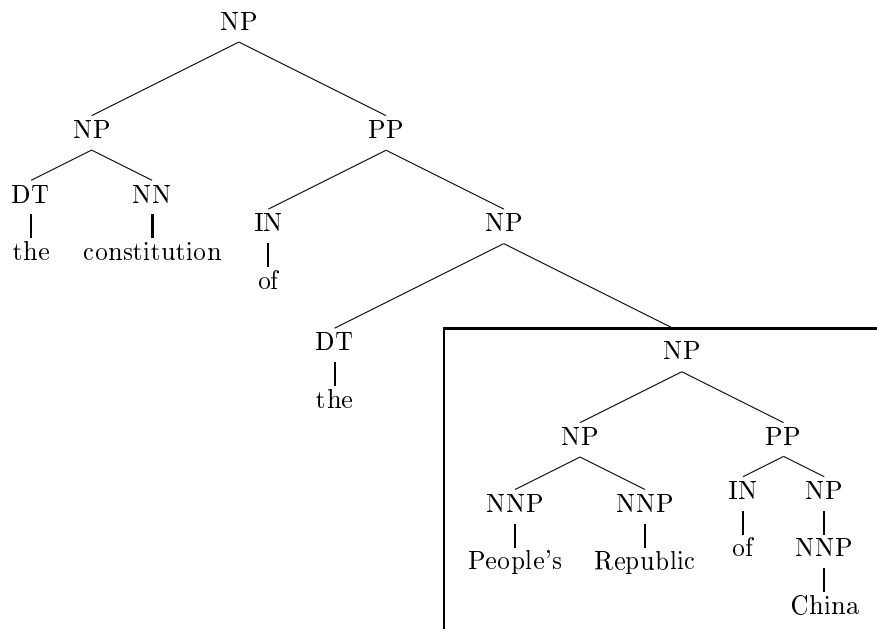 NP
NP PP
DT NN
the constitution
IN NP
of
DT NP
the
NP PP
NNP NNP IN NP
People's Republic of NNP
China